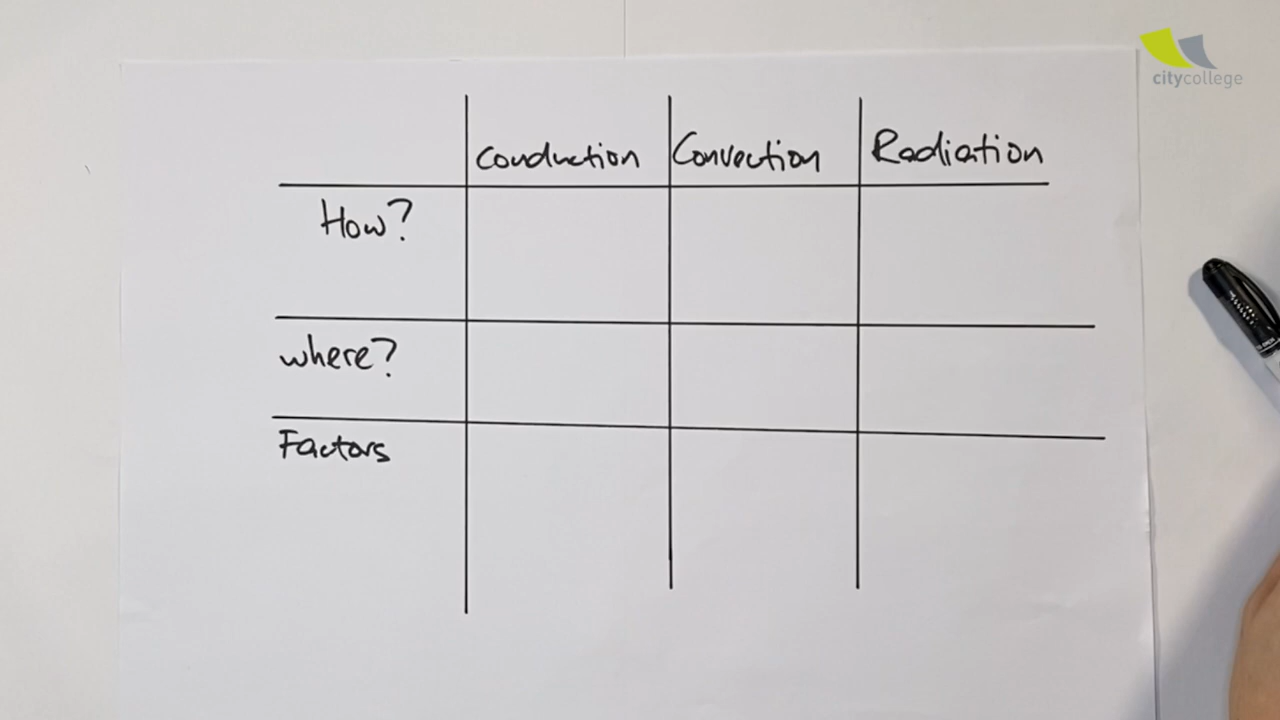 citycollege
conduction Convection Radiation
How?
where?
Factors